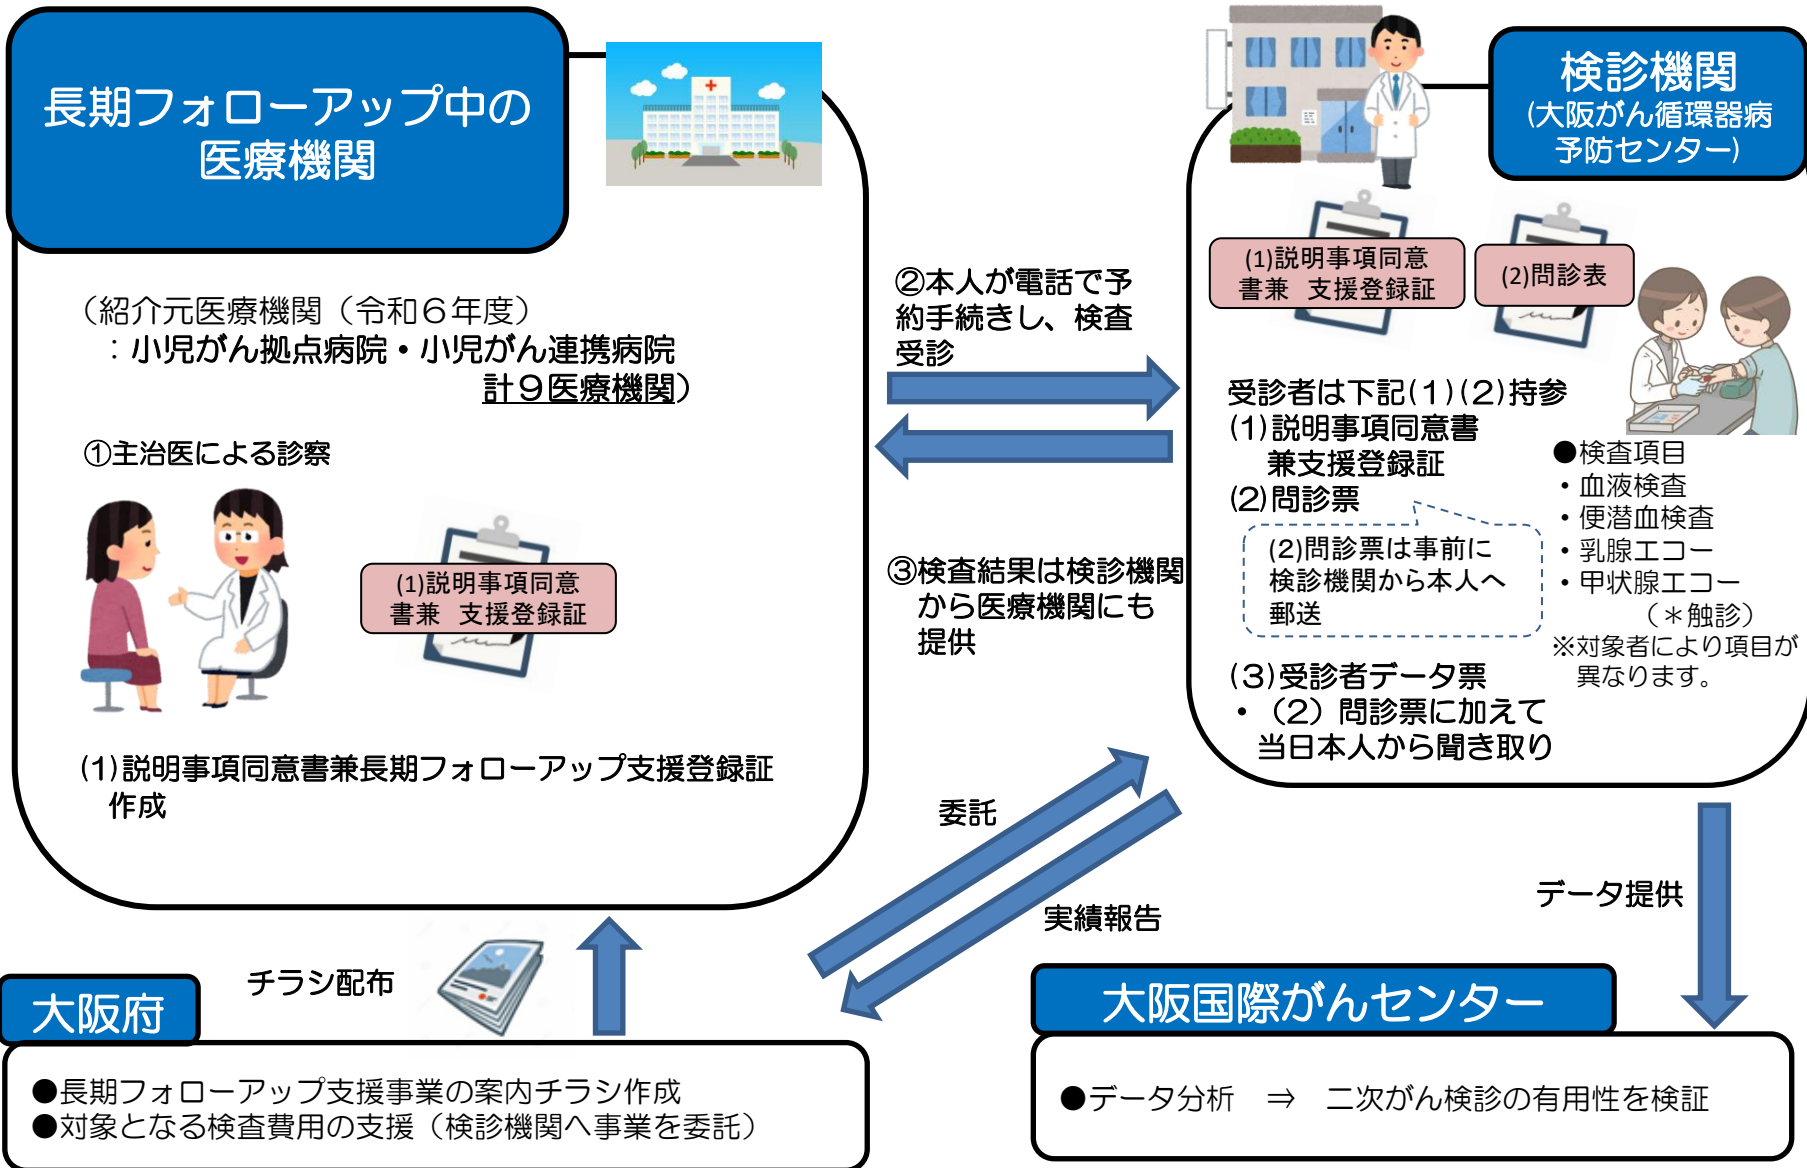 長期フォローアップ中の
医療機関
（紹介元医療機関（令和６年度）
：小児がん拠点病院・小児がん連携病院
計９医療機関）
①主治医による診察
(1)説明事項同意
書兼　支援登録証
(1)説明事項同意書兼長期フォローアップ支援登録証
作成
②本人が電話で予
約手続きし、検査
受診
③検査結果は検診機関
から医療機関にも
提供
検診機関
(大阪がん循環器病
予防センター)
(1)説明事項同意
書兼　支援登録証
(2)問診表
受診者は下記(1)(2)持参
(1)説明事項同意書
兼支援登録証
(2)問診票
(2)問診票は事前に
検診機関から本人へ
郵送
(3)受診者データ票
・（2）問診票に加えて
当日本人から聞き取り
●検査項目
・血液検査
・便潜血検査
・乳腺エコー
・甲状腺エコー
（＊触診）
※対象者により項目が
異なります。
委託
実績報告
データ提供
チラシ配布
大阪府
●長期フォローアップ支援事業の案内チラシ作成
●対象となる検査費用の支援（検診機関へ事業を委託）
大阪国際がんセンター
●データ分析　⇒　二次がん検診の有用性を検証